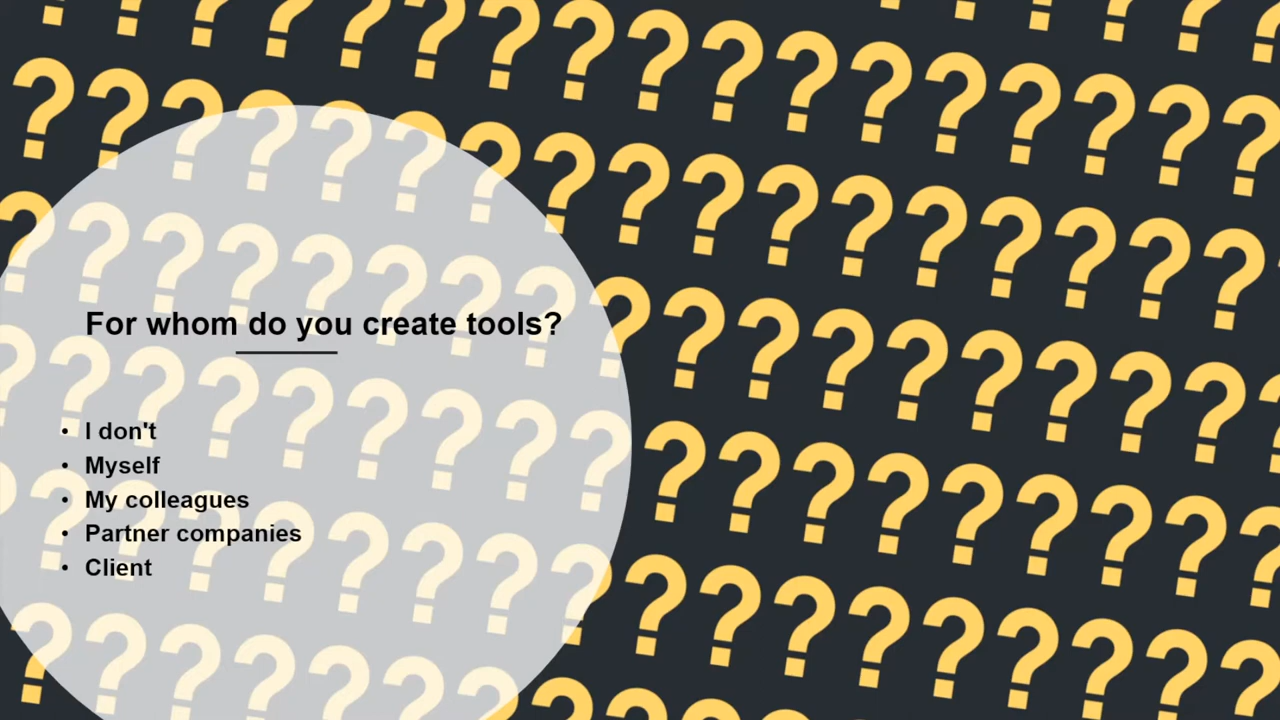 For whom do you create tools?
• I don't
• Myself
• My colleagues
• Partner companies
• Client